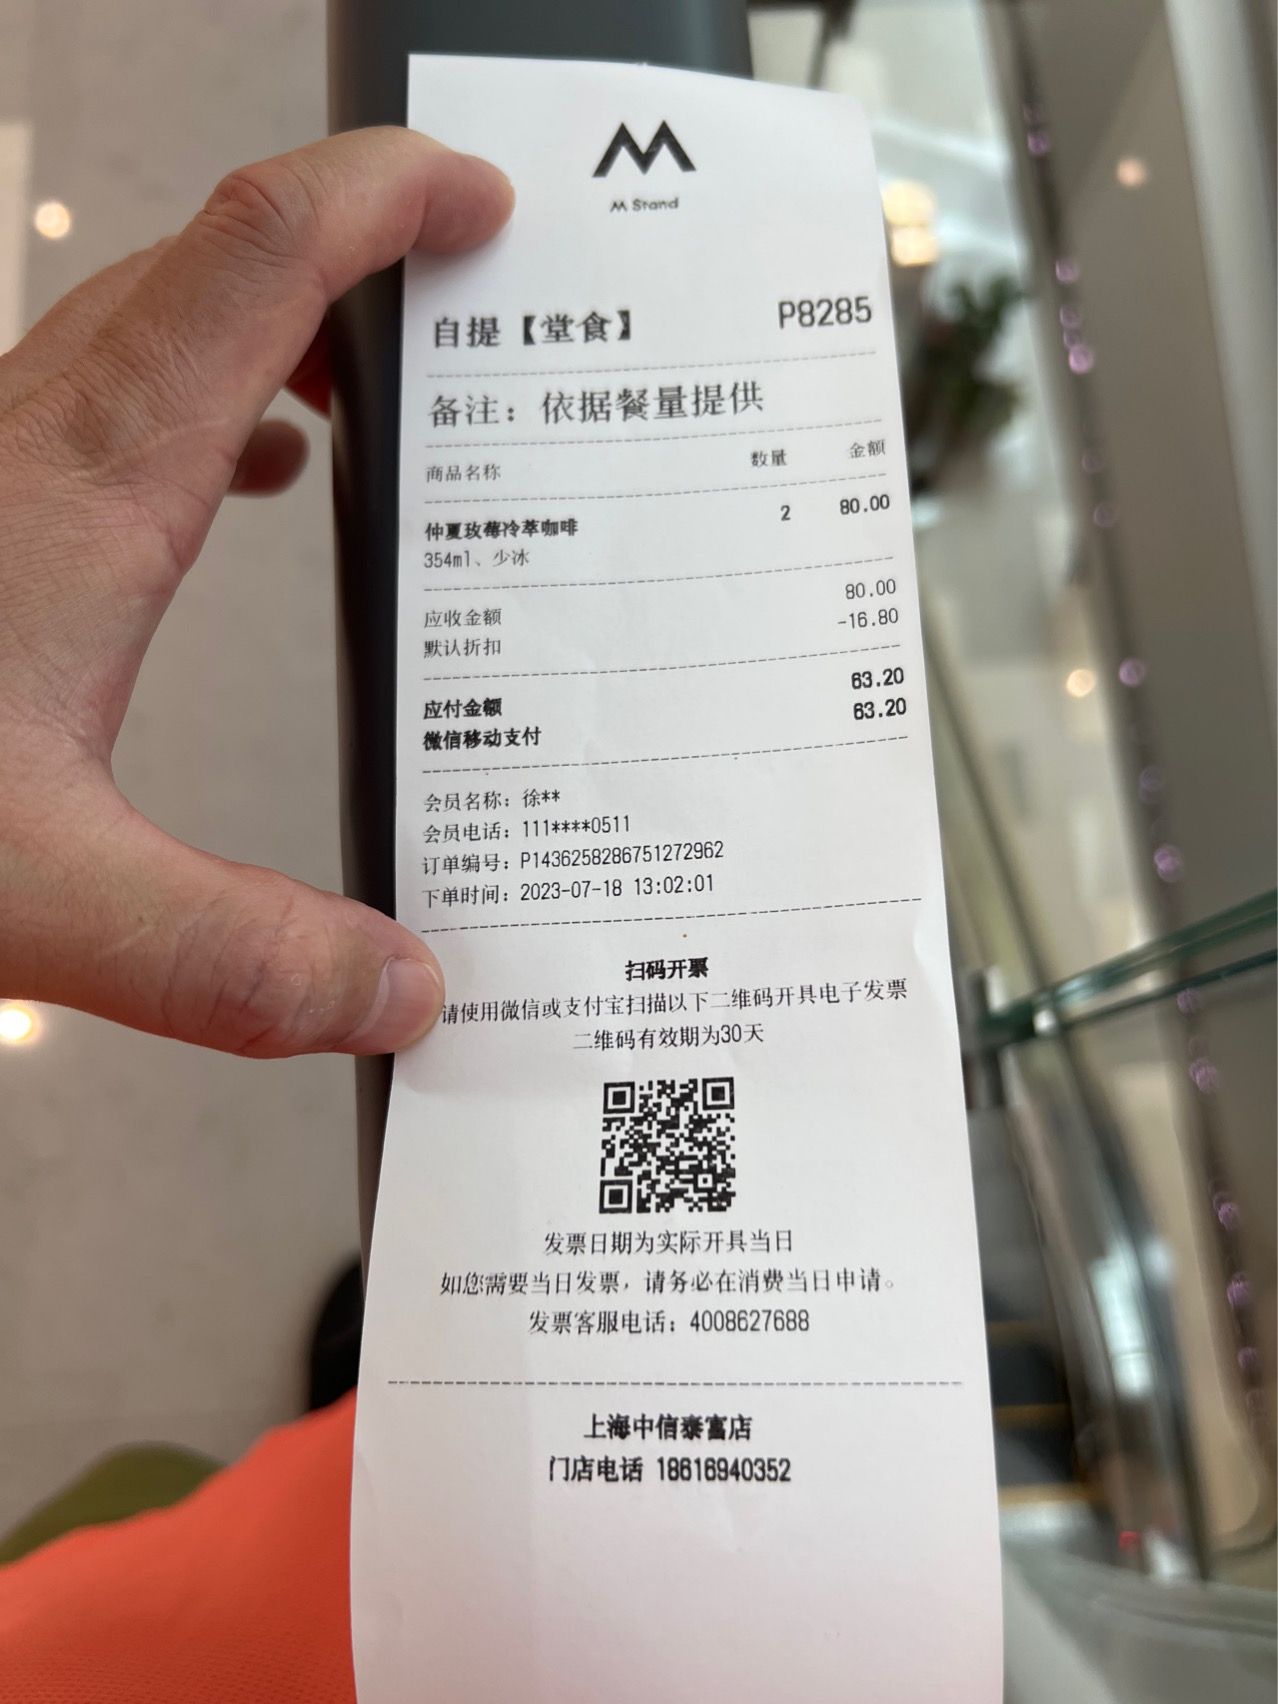 M Stand
自提【堂食】 P8285
备注：依据餐量提供
商品名称 数量 金额
仲夏玫莓冷萃咖啡 2 80.00
354ml、少冰
应收金额 80.00
默认折扣 -16.80
应付金额 63.20
微信移动支付 63.20
会员名称：徐**
会员电话：111****0511
订单编号：P1436258286751272962
下单时间：2023-07-18 13:02:01
扫码开票
请使用微信或支付宝扫描以下二维码开具电子发票
二维码有效期为30天
发票日期为实际开具当日
如您需要当日发票，请务必在消费当日申请。
发票客服电话：4008627688
上海中信泰富店
门店电话 18616940352